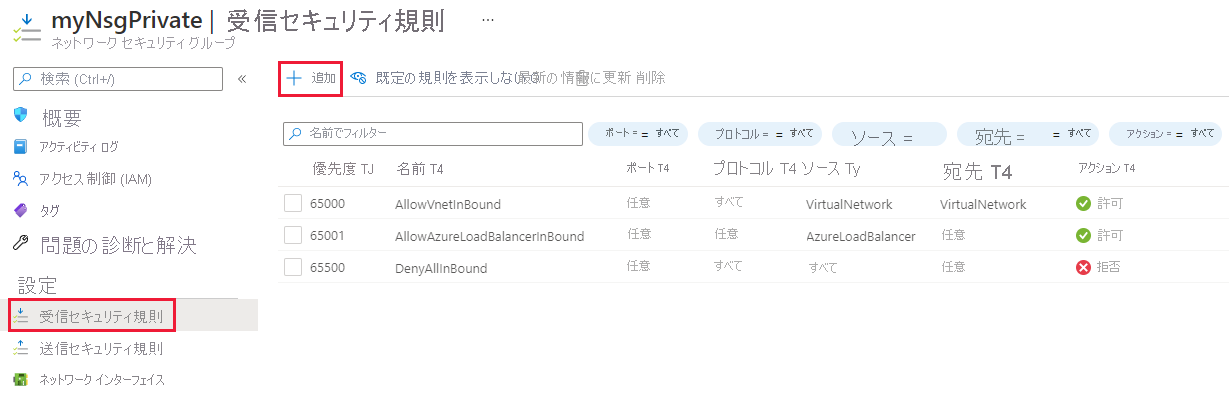 myNsgPrivate | 受信セキュリティ規則 ...
ネットワーク セキュリティ グループ
検索 (Ctrl+/) «
概要
アクティビティ ログ
アクセス制御 (IAM)
タグ
問題の診断と解決
設定
受信セキュリティ規則
送信セキュリティ規則
ネットワーク インターフェイス
追加 既定の規則を表示しな 最新の情報に更新 削除
名前でフィルター ポート = = すべて プロトコル = = すべて ソース = 宛先 = = すべて アクション = = すべて
優先度 TJ 名前 T4 ポート T4 プロトコル T4 ソース Ty 宛先 T4 アクション T4
65000 AllowVnetInBound 任意 すべて VirtualNetwork VirtualNetwork 許可
65001 AllowAzureLoadBalancerInBound 任意 任意 AzureLoadBalancer 任意 許可
65500 DenyAllInBound 任意 すべて すべて 任意 拒否